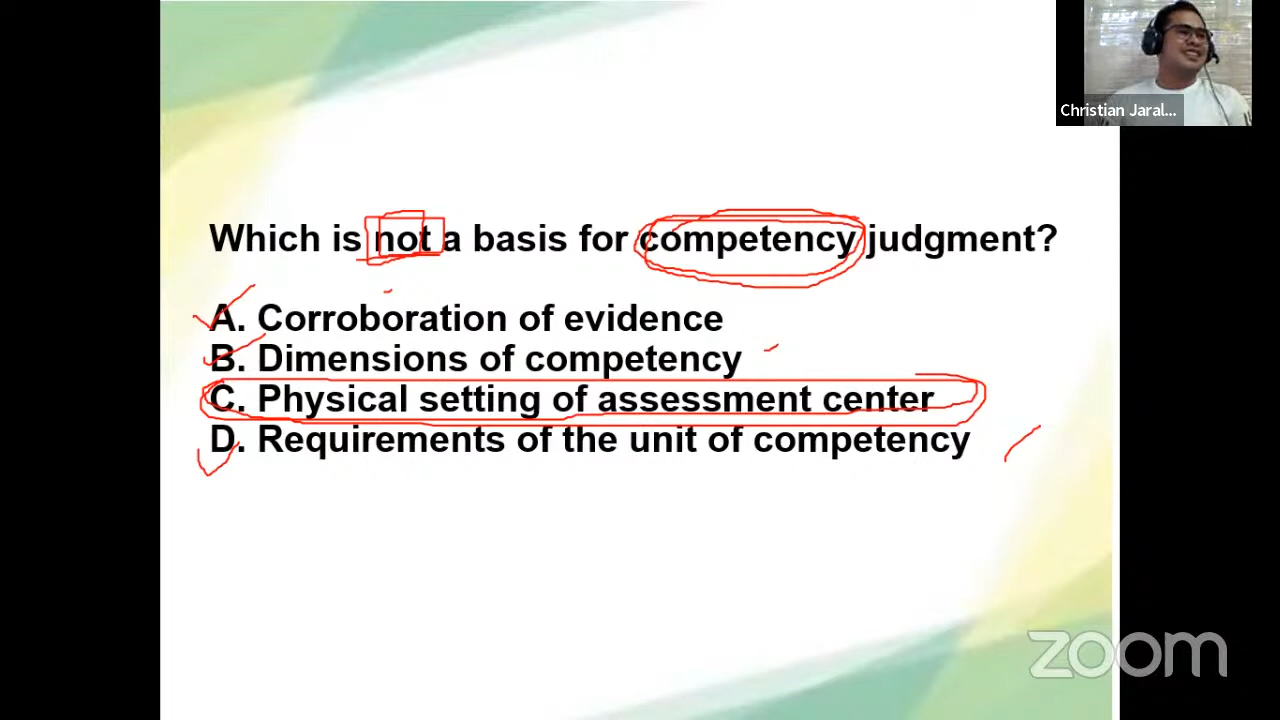 Christian Jaral...
Which is not a basis for competency judgment?
A. Corroboration of evidence
B. Dimensions of competency
C. Physical setting of assessment center
D. Requirements of the unit of competency
zoom